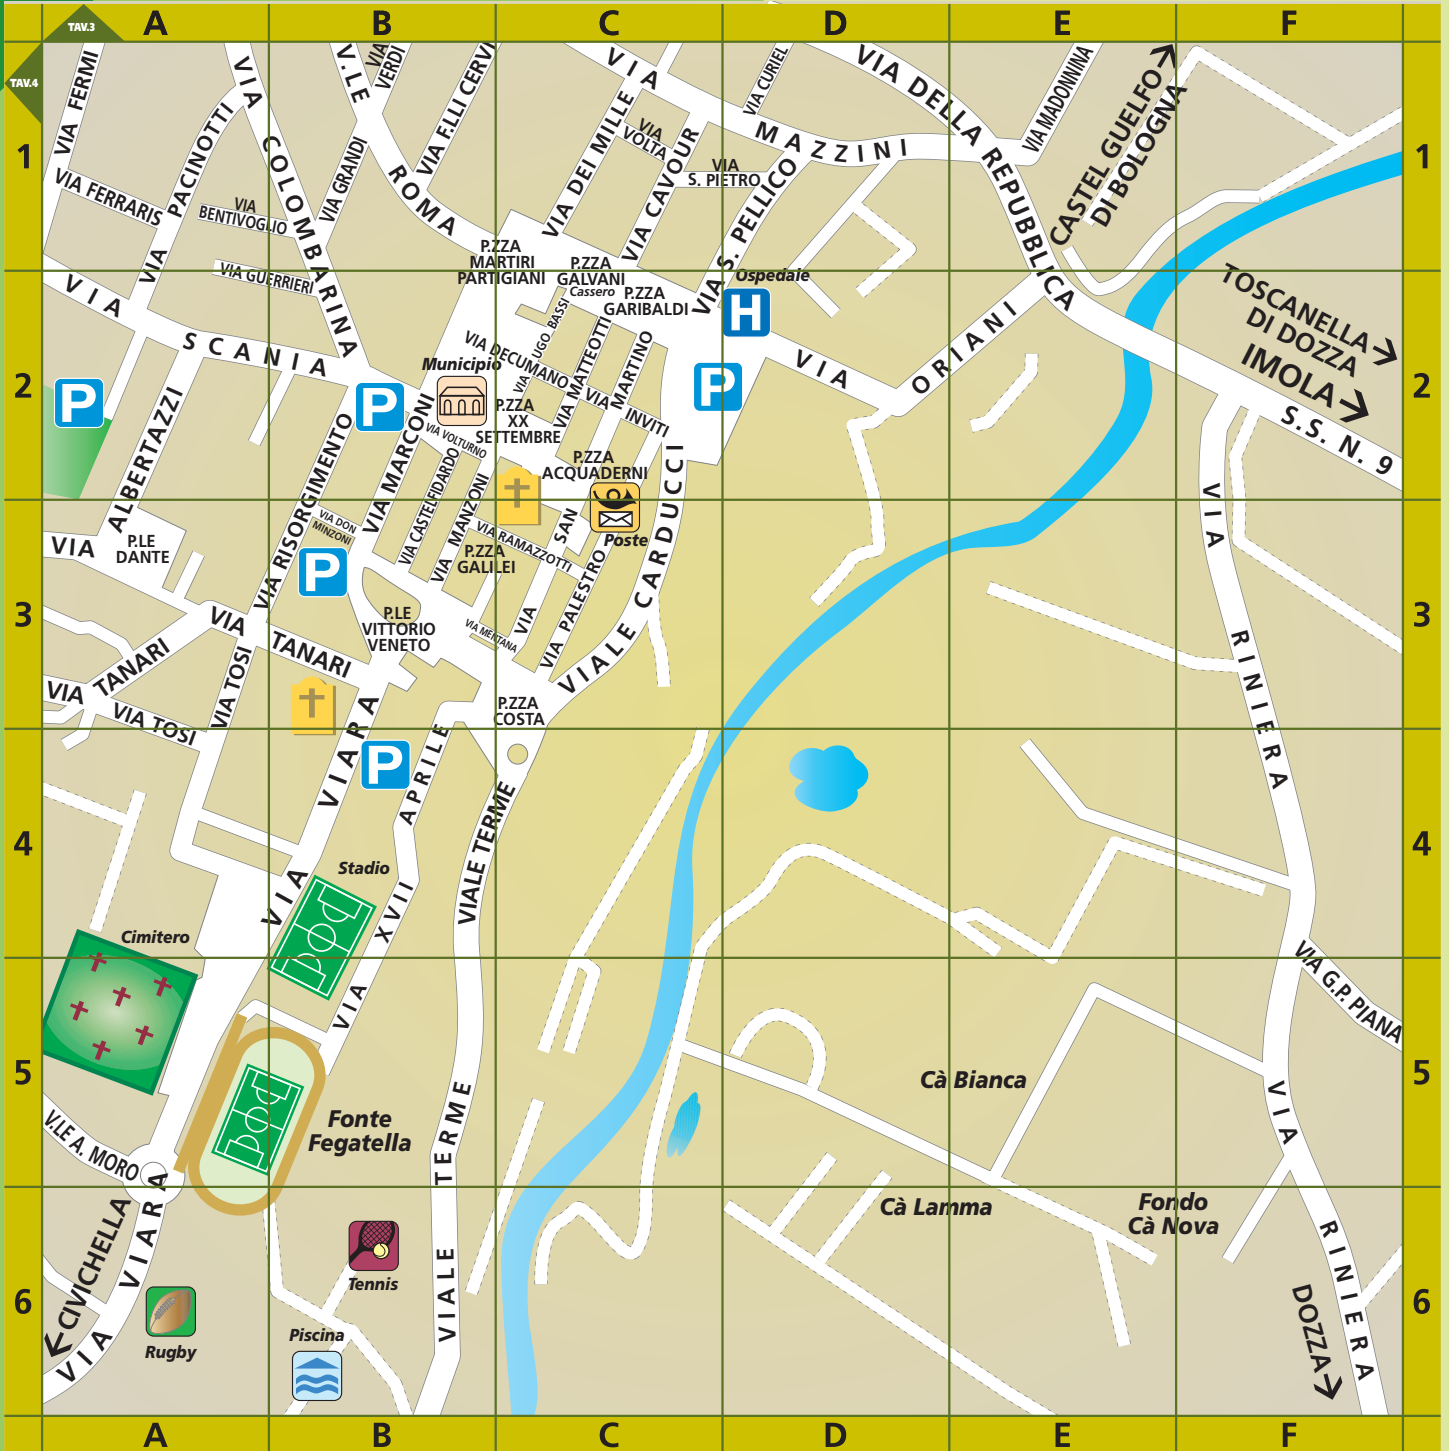 TAV.3
A
B
C
D
E
F
TAV.4
1
2
3
4
5
6
VIA FERMI
VIA COLOMBARINA
V.LE ROMA
VIA VERDI
VIA F.LLI CERVI
VIA MAZZINI
VIA CURIEL
VIA DELLA REPUBBLICA
VIA MADONNINA
CASTEL GUELFO
DI BOLOGNA
VIA PACINOTTI
VIA FERRARIS
VIA
BENTIVOGLIO
VIA GRANDI
VIA GUERRIERI
VIA DEI MILLE
VIA
VOLTA
VIA CAVOUR
VIA
S. PIETRO
VIA S. PELLICO
P.ZZA
MARTIRI
PARTIGIANI
P.ZZA
GALVANI
Cassero
P.ZZA
GARIBALDI
Ospedale
H
TOSCANELLA
DI DOZZA
IMOLA
S.S. N. 9
VIA SCANIA
VIA ORIANI
VIA UGO BASSI
VIA DECUMANO
VIA MATTEOTTI
MARTINO
VIA INVITI
Municipio
P
P
P
P.ZZA
XX
SETTEMBRE
VIA VOLTURNO
VIA ALBERTAZZI
VIA RISORGIMENTO
VIA MARCONI
VIA CASTELFIDARDO
VIA MANZONI
P.ZZA
ACQUADERNI
Poste
VIALE CARDUCCI
P.LE
DANTE
VIA DON
MINZONI
P
P.ZZA
GALILEI
VIA RAMAZZOTTI
VIA SAN
VIA PALESTRO
VIA MENTANA
P.LE
VITTORIO
VENETO
VIA TANARI
VIA TANARI
VIA TOSI
VIA TOSI
P.ZZA
COSTA
VIA RINIERA
VIA VIARA
P
VIA XVII APRILE
VIALE TERME
Stadio
Cimitero
VIA G.P. PIANA
Cà Bianca
Fonte
Fegatella
V.LE A. MORO
VIALE TERME
VIA RINIERA
Cà Lamma
Fondo
Cà Nova
CIVICHELLA
VIA VIARA
Tennis
Rugby
Piscina
DOZZA
1
2
3
4
5
6
A
B
C
D
E
F